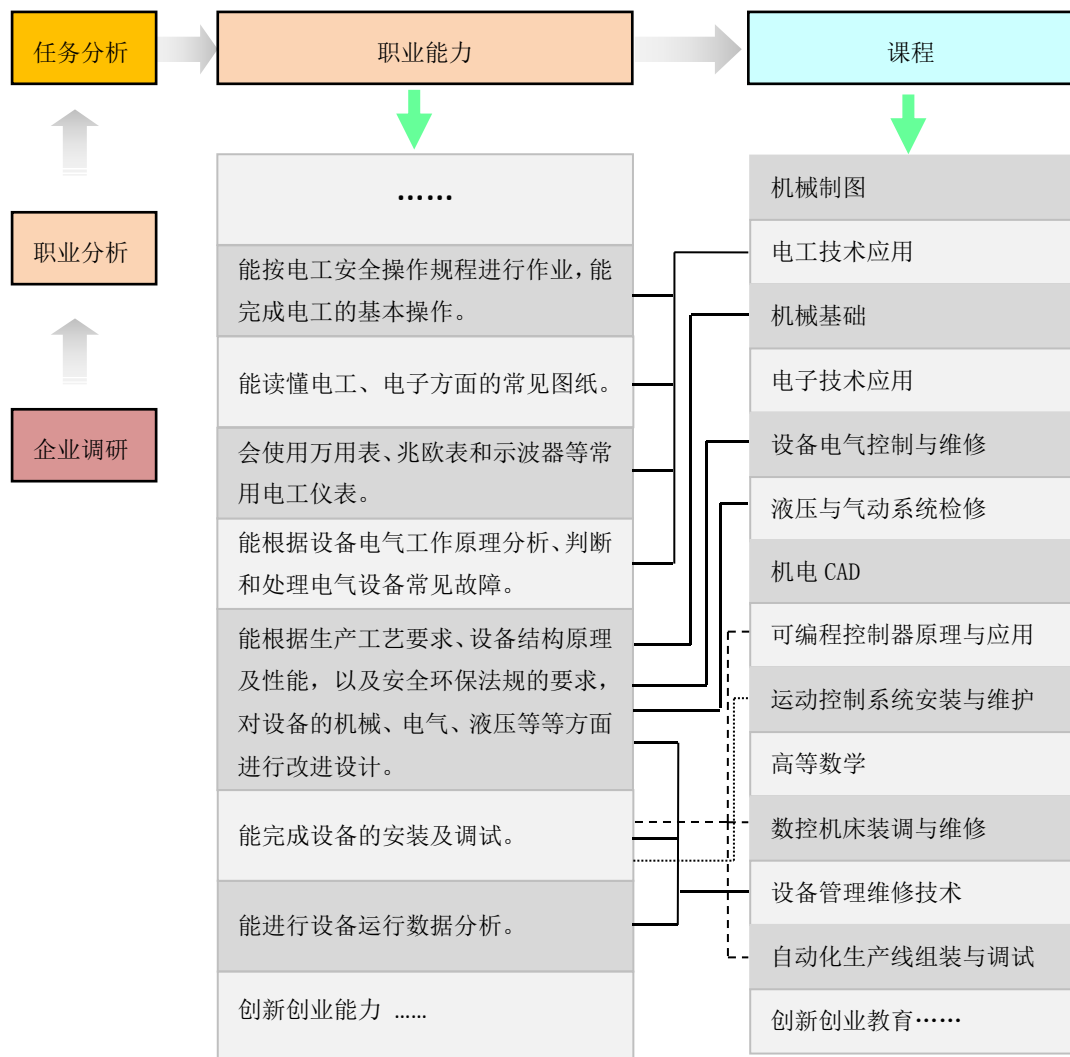 任务分析
职业能力
课程
职业分析
企业调研
……
能按电工安全操作规程进行作业，能
完成电工的基本操作。
能读懂电工、电子方面的常见图纸。
会使用万用表、兆欧表和示波器等常
用电工仪表。
能根据设备电气工作原理分析、判断
和处理电气设备常见故障。
能根据生产工艺要求、设备结构原理
及性能，以及安全环保法规的要求，
对设备的机械、电气、液压等等方面
进行改进设计。
能完成设备的安装及调试。
能进行设备运行数据分析。
创新创业能力 ……
机械制图
电工技术应用
机械基础
电子技术应用
设备电气控制与维修
液压与气动系统检修
机电 CAD
可编程控制器原理与应用
运动控制系统安装与维护
高等数学
数控机床装调与维修
设备管理维修技术
自动化生产线组装与调试
创新创业教育……